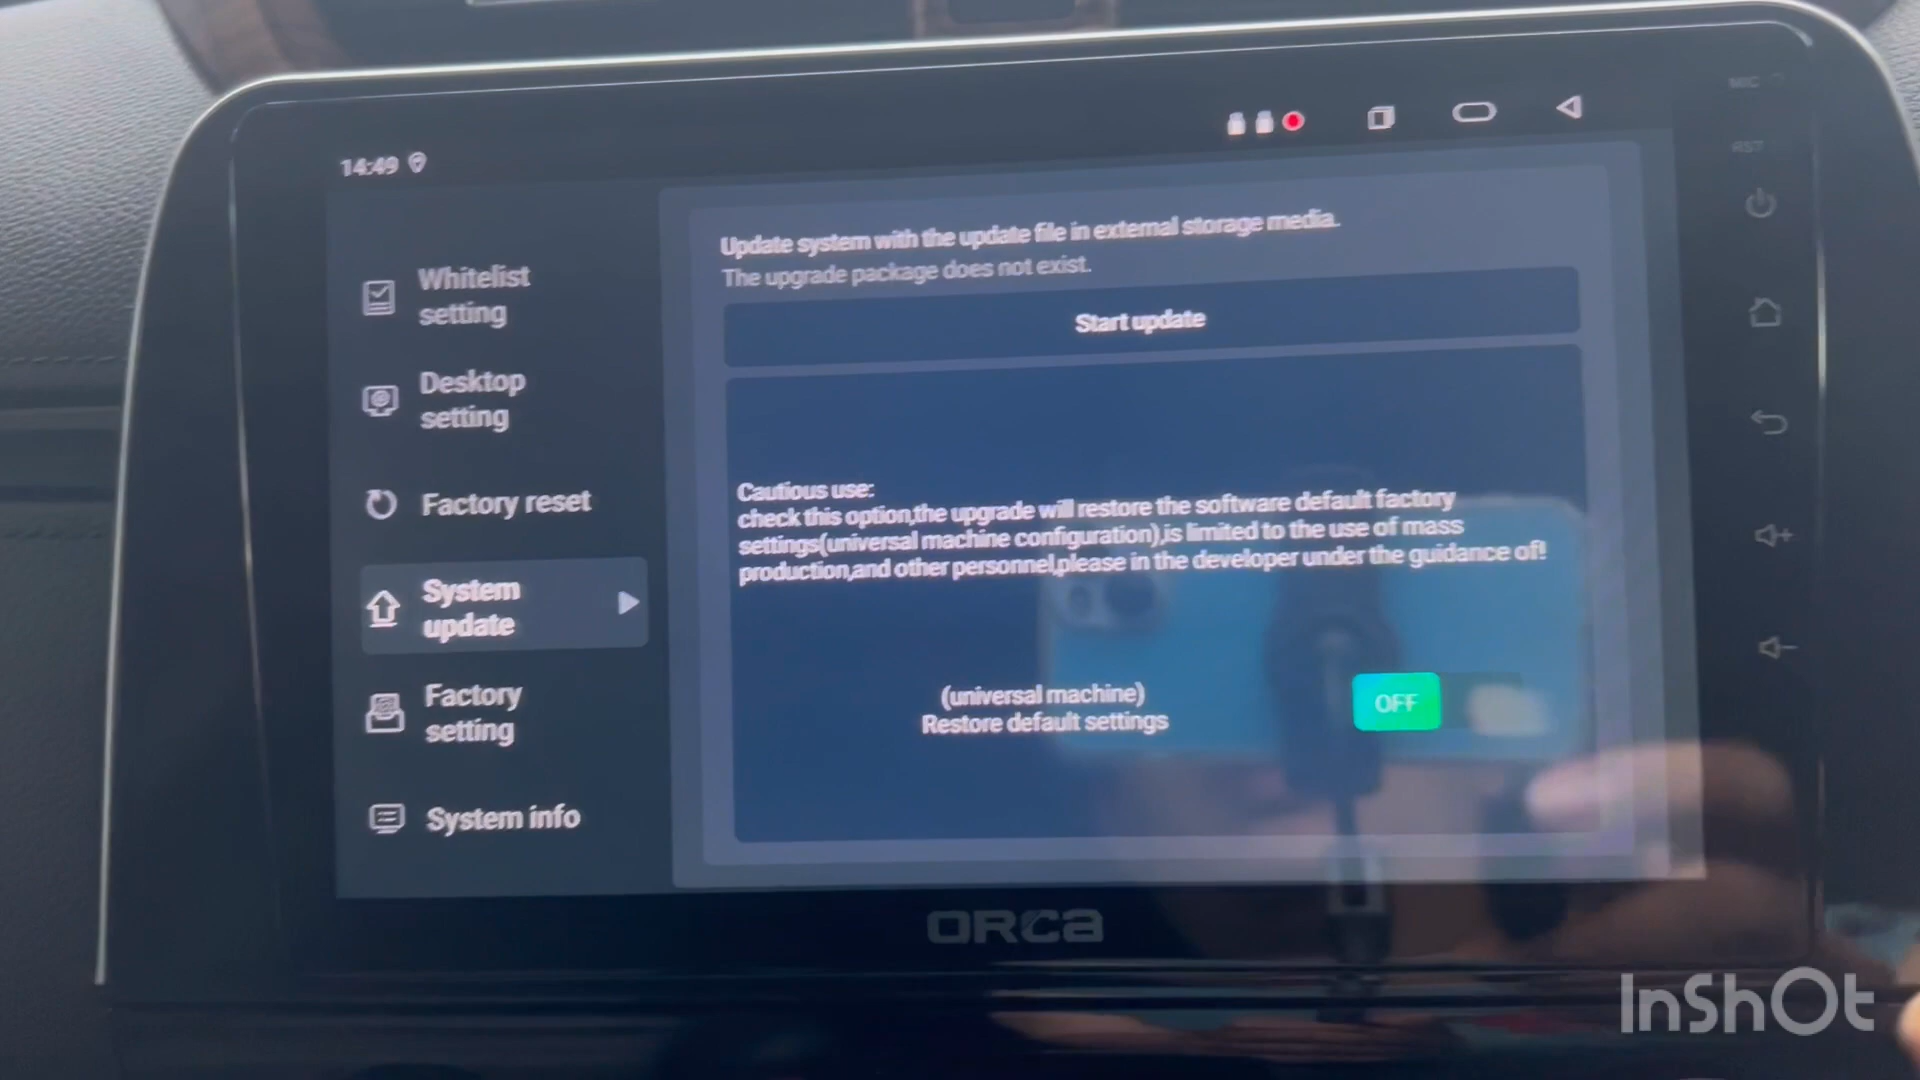 MIC
RST
14:49
Update system with the update file in external storage media.
The upgrade package does not exist.
Start update
Whitelist
setting
Desktop
setting
Factory reset
System
update
Factory
setting
System info
Cautious use:
check this option,the upgrade will restore the software default factory
settings(universal machine configuration),is limited to the use of mass
production,and other personnel,please in the developer under the guidance of!
(universal machine)
Restore default settings
OFF
ORCA
InShOt